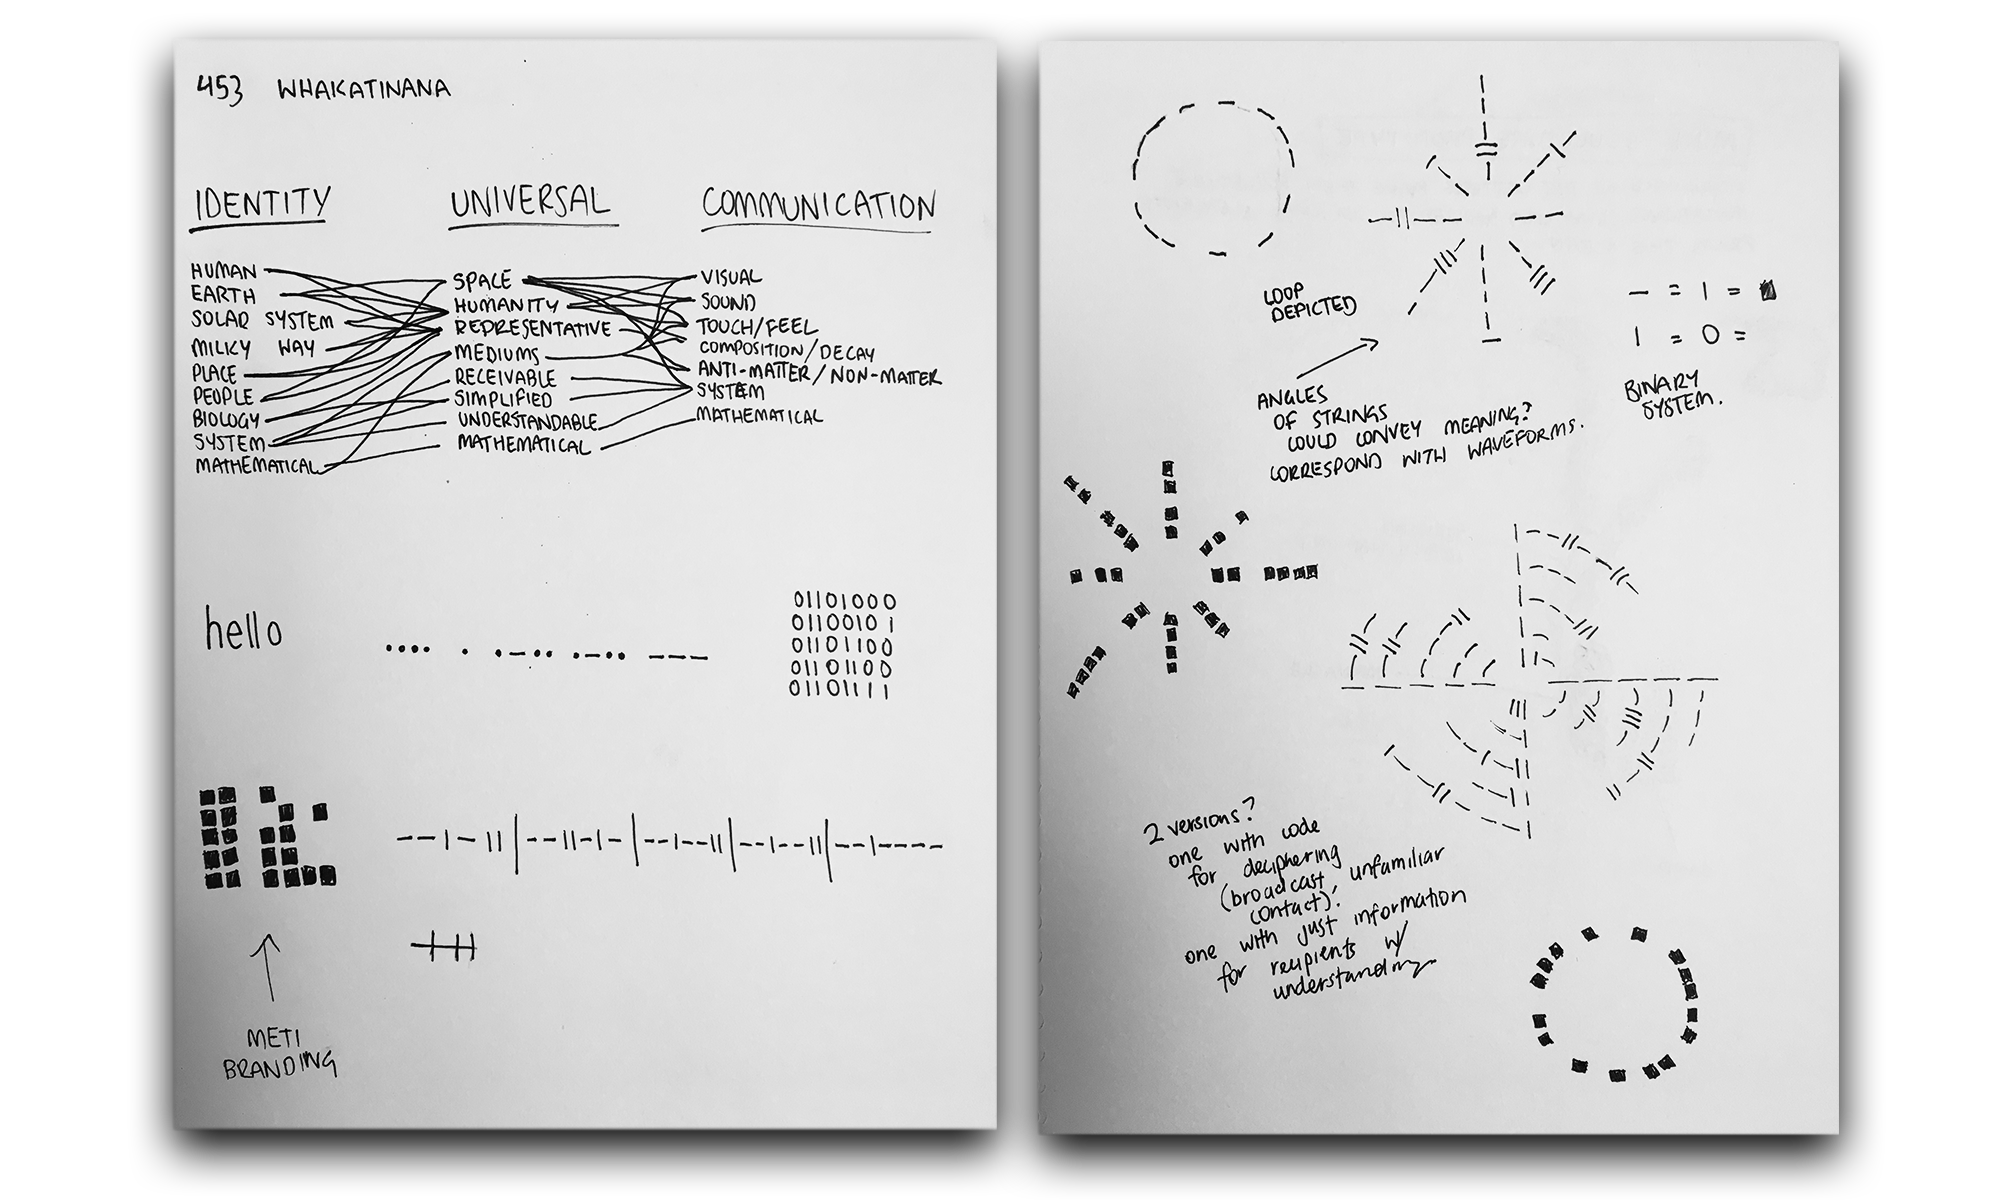 453 WHAKATINANA
IDENTITY
HUMAN
EARTH
SOLAR SYSTEM
MILKY WAY
PLACE
PEOPLE
BIOLOGY
SYSTEM
MATHEMATICAL
UNIVERSAL
SPACE
HUMANITY
REPRESENTATIVE
MEDIUMS
RECEIVABLE
SIMPLIFIED
UNDERSTANDABLE
MATHEMATICAL
COMMUNICATION
VISUAL
SOUND
TOUCH/FEEL
COMPOSITION/DECAY
ANTI-MATTER/NON-MATTER
SYSTEM
MATHEMATICAL
hello
01101000
01100101
01101100
01101100
01101111
METI
BRANDING
LOOP
DEPICTED
ANGLES
OF STRINGS
COULD CONVEY MEANING?
CORRESPOND WITH WAVEFORMS.
– = 1 = ■
1 = 0 =
BINARY
SYSTEM.
2 versions?
one with code
for deciphering
(broadcast, unfamiliar
contact).
one with just information
for recipients w/
understanding